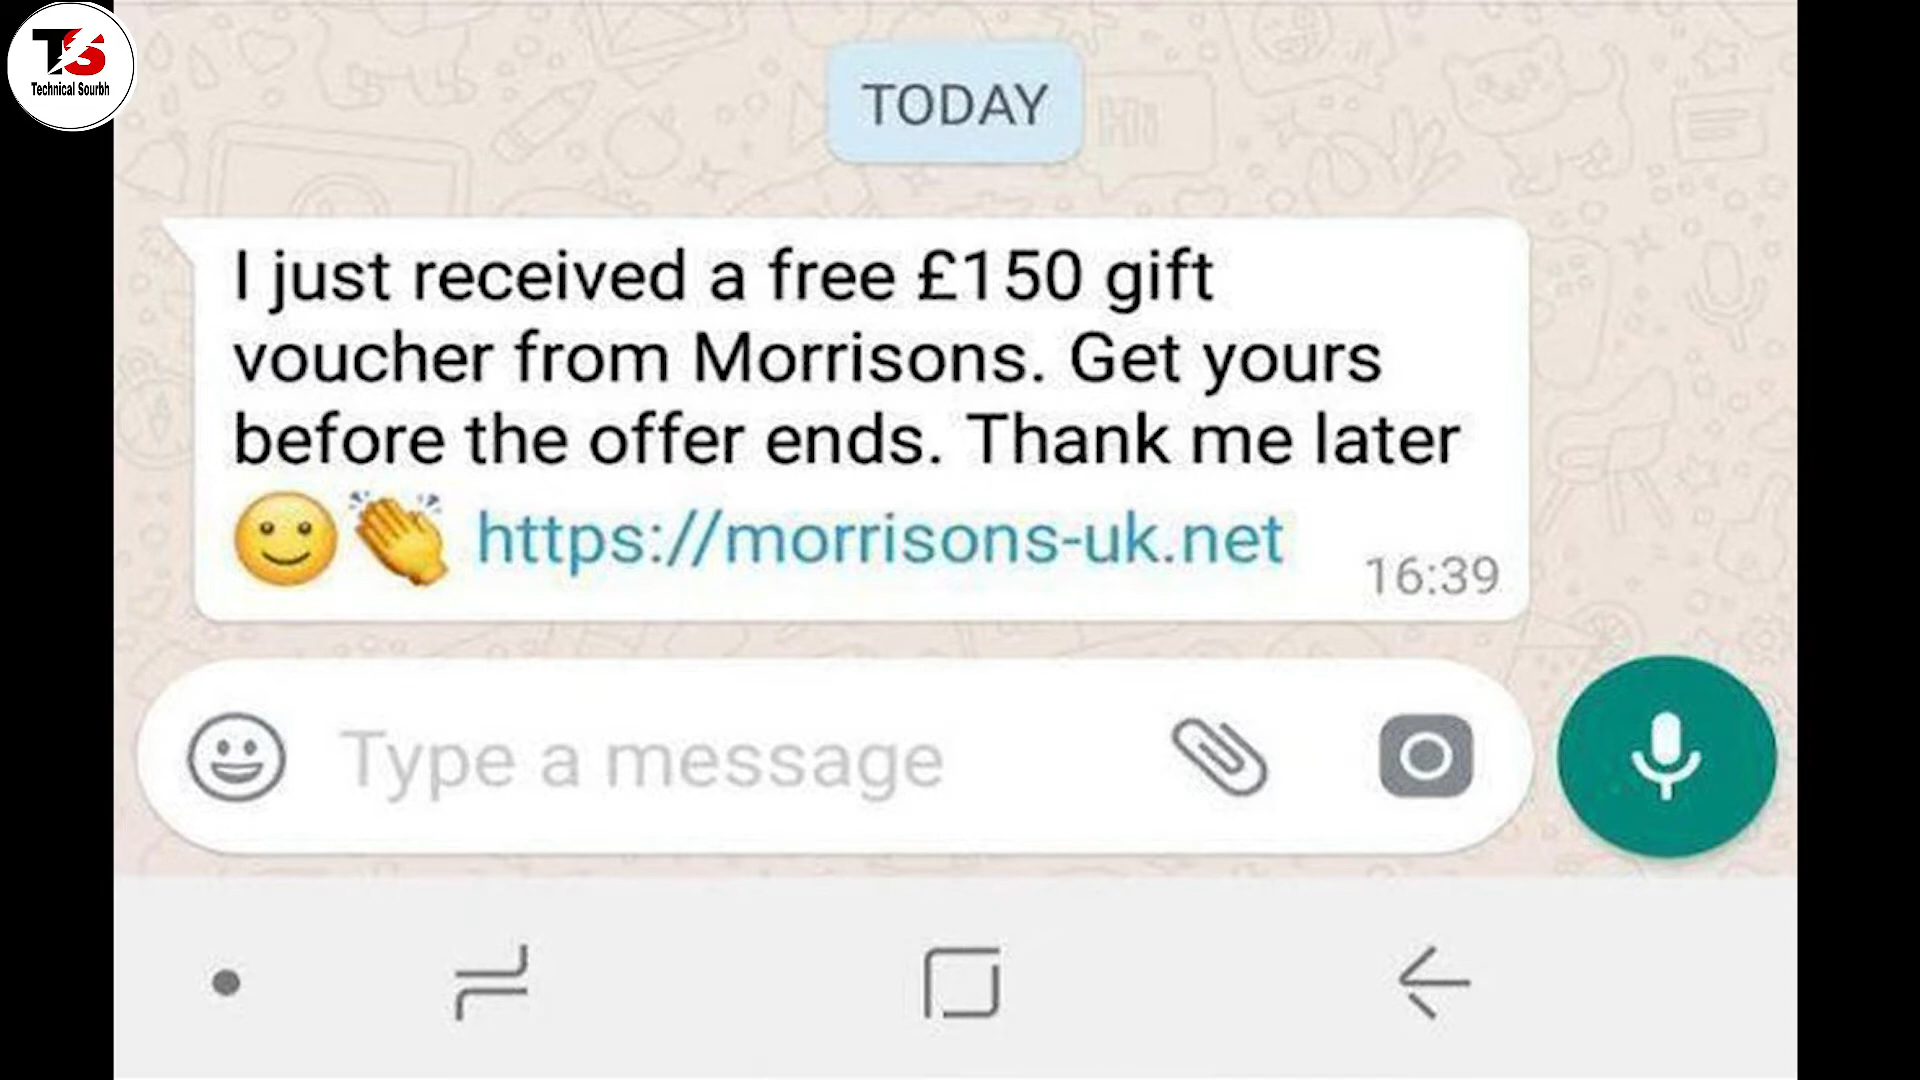 TS
Technical Sourbh
TODAY
I just received a free £150 gift
voucher from Morrisons. Get yours
before the offer ends. Thank me later
🙂👏 https://morrisons-uk.net
16:39
Type a message